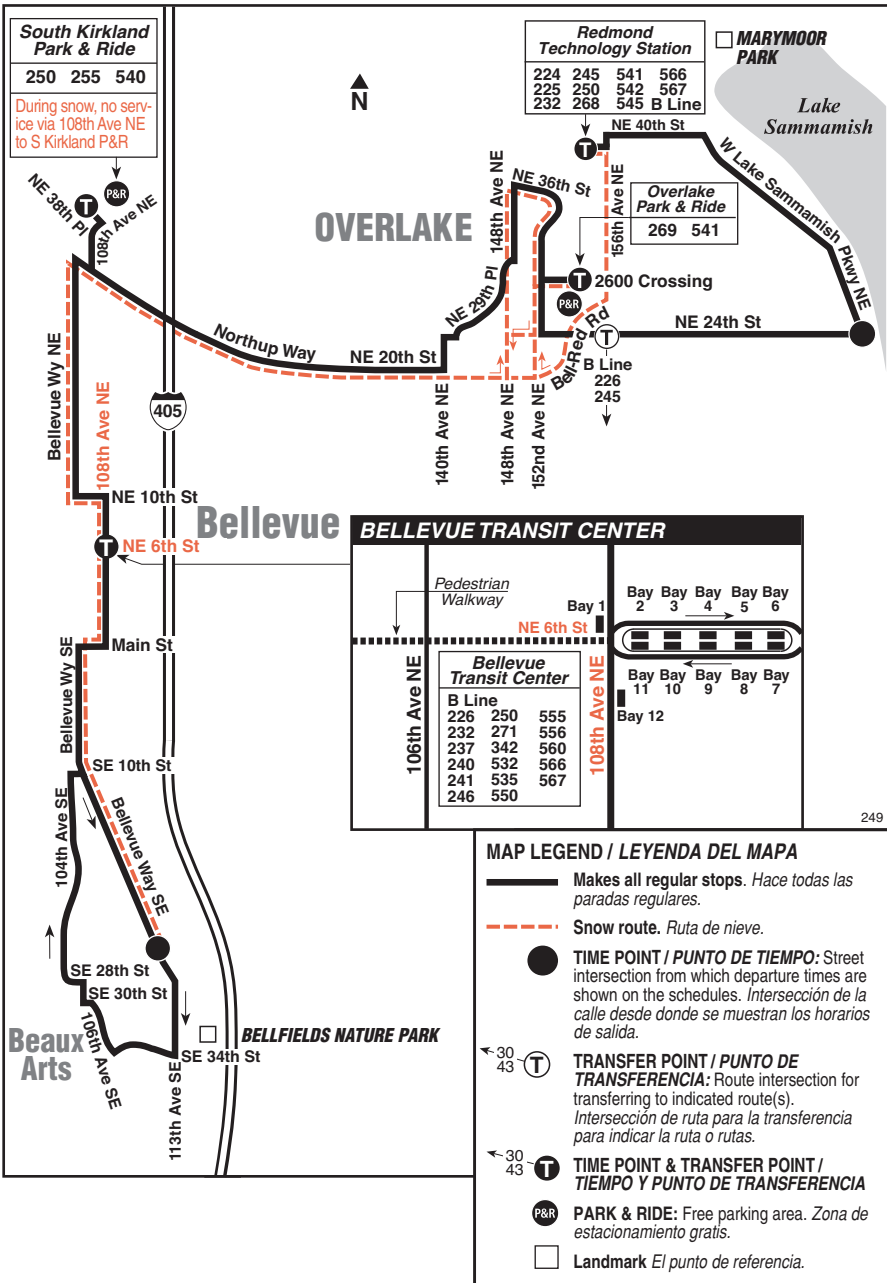 South Kirkland
Park & Ride
250 255 540
During snow, no serv-
ice via 108th Ave NE
to S Kirkland P&R
N
Redmond
Technology Station
224 245 541 566
225 250 542 567
232 268 545 B Line
MARYMOOR
PARK
Lake
Sammamish
NE 40th St
W Lake Sammamish Pkwy NE
T
NE 38th Pl
T
P&R
108th Ave NE
OVERLAKE
148th Ave NE
NE 36th St
156th Ave NE
Overlake
Park & Ride
269 541
T
2600 Crossing
P&R
NE 29th Pl
Bell-Red Rd
NE 24th St
T
B Line
226
245
Northup Way
NE 20th St
140th Ave NE
148th Ave NE
152nd Ave NE
Bellevue Wy NE
108th Ave NE
405
NE 10th St
Bellevue
T
NE 6th St
Main St
Bellevue Wy SE
SE 10th St
104th Ave SE
Bellevue Way SE
SE 28th St
SE 30th St
106th Ave SE
Beaux
Arts
SE 34th St
113th Ave SE
BELLFIELDS NATURE PARK
BELLEVUE TRANSIT CENTER
Pedestrian
Walkway
Bay 1
NE 6th St
106th Ave NE
108th Ave NE
Bellevue
Transit Center
B Line
226 250 555
232 271 556
237 342 560
240 532 566
241 535 567
246 550
Bay Bay Bay Bay Bay
2 3 4 5 6
Bay Bay Bay Bay Bay
11 10 9 8 7
Bay 12
249
MAP LEGEND / LEYENDA DEL MAPA
Makes all regular stops. Hace todas las
paradas regulares.
Snow route. Ruta de nieve.
TIME POINT / PUNTO DE TIEMPO: Street
intersection from which departure times are
shown on the schedules. Intersección de la
calle desde donde se muestran los horarios
de salida.
30
43
T
TRANSFER POINT / PUNTO DE
TRANSFERENCIA: Route intersection for
transferring to indicated route(s).
Intersección de ruta para la transferencia
para indicar la ruta o rutas.
30
43
T
TIME POINT & TRANSFER POINT /
TIEMPO Y PUNTO DE TRANSFERENCIA
P&R
PARK & RIDE: Free parking area. Zona de
estacionamiento gratis.
Landmark El punto de referencia.